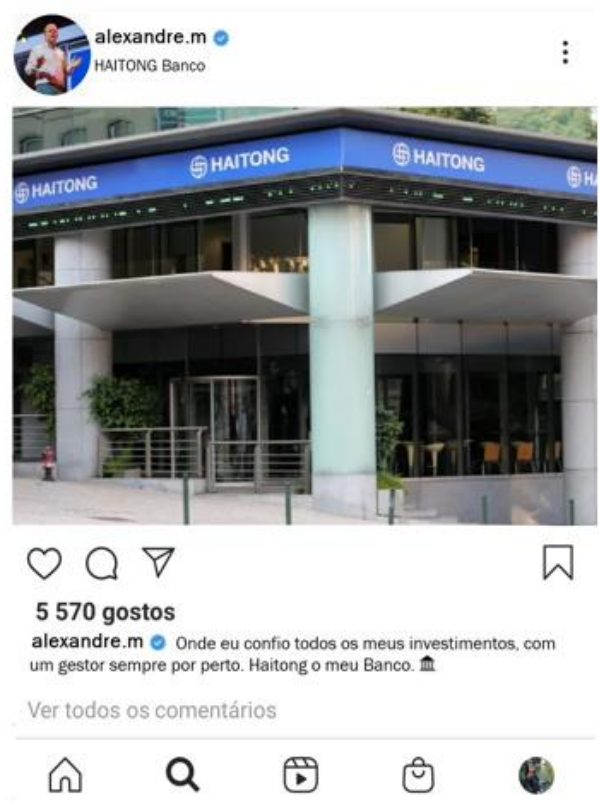 alexandre.m
HAITONG Banco
HAITONG
HAITONG
HAITONG
HA
5 570 gostos
alexandre.m Onde eu confio todos os meus investimentos, com
um gestor sempre por perto. Haitong o meu Banco.
Ver todos os comentários